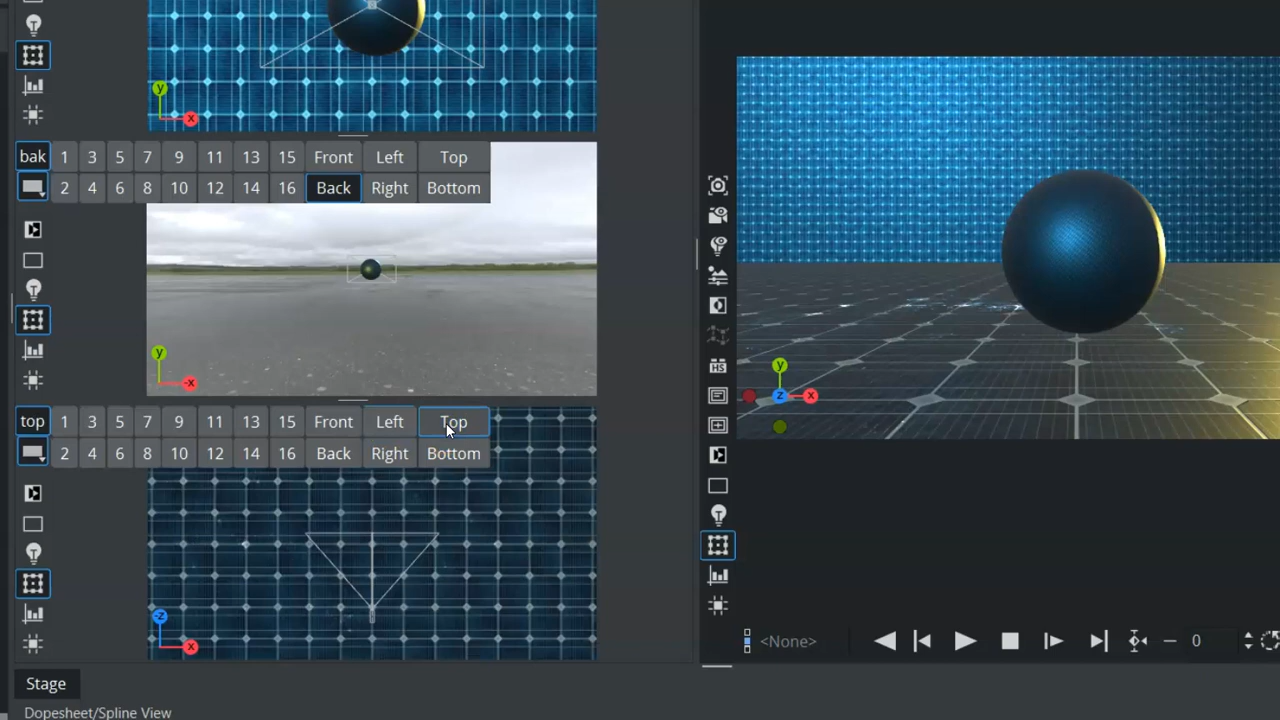 y
x
bak 1 3 5 7 9 11 13 15 Front Left Top
2 4 6 8 10 12 14 16 Back Right Bottom
y
-x
top 1 3 5 7 9 11 13 15 Front Left Top
2 4 6 8 10 12 14 16 Back Right Bottom
-z
x
HS
y
z x
<None> 0
Stage
Dopesheet/Spline View